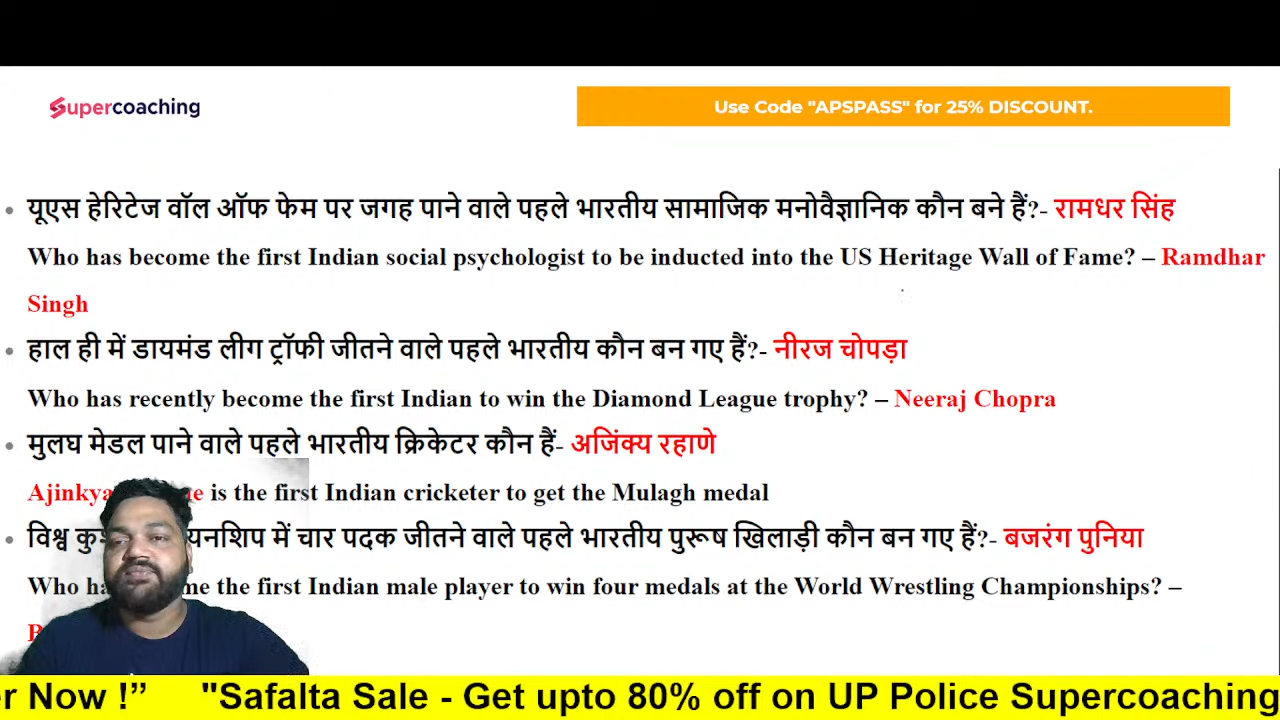 Supercoaching
Use Code "APSPASS" for 25% DISCOUNT.
• यूएस हेरिटेज वॉल ऑफ फेम पर जगह पाने वाले पहले भारतीय सामाजिक मनोवैज्ञानिक कौन बने हैं?- रामधर सिंह
Who has become the first Indian social psychologist to be inducted into the US Heritage Wall of Fame? – Ramdhar
Singh
• हाल ही में डायमंड लीग ट्रॉफी जीतने वाले पहले भारतीय कौन बन गए हैं?- नीरज चोपड़ा
Who has recently become the first Indian to win the Diamond League trophy? – Neeraj Chopra
• मुलघ मेडल पाने वाले पहले भारतीय क्रिकेटर कौन हैं- अजिंक्य रहाणे
is the first Indian cricketer to get the Mulagh medal
• विश्व में चार पदक जीतने वाले पहले भारतीय पुरूष खिलाड़ी कौन बन गए हैं?- बजरंग पुनिया
Who the first Indian male player to win four medals at the World Wrestling Championships? –
Now !” "Safalta Sale - Get upto 80% off on UP Police Supercoaching